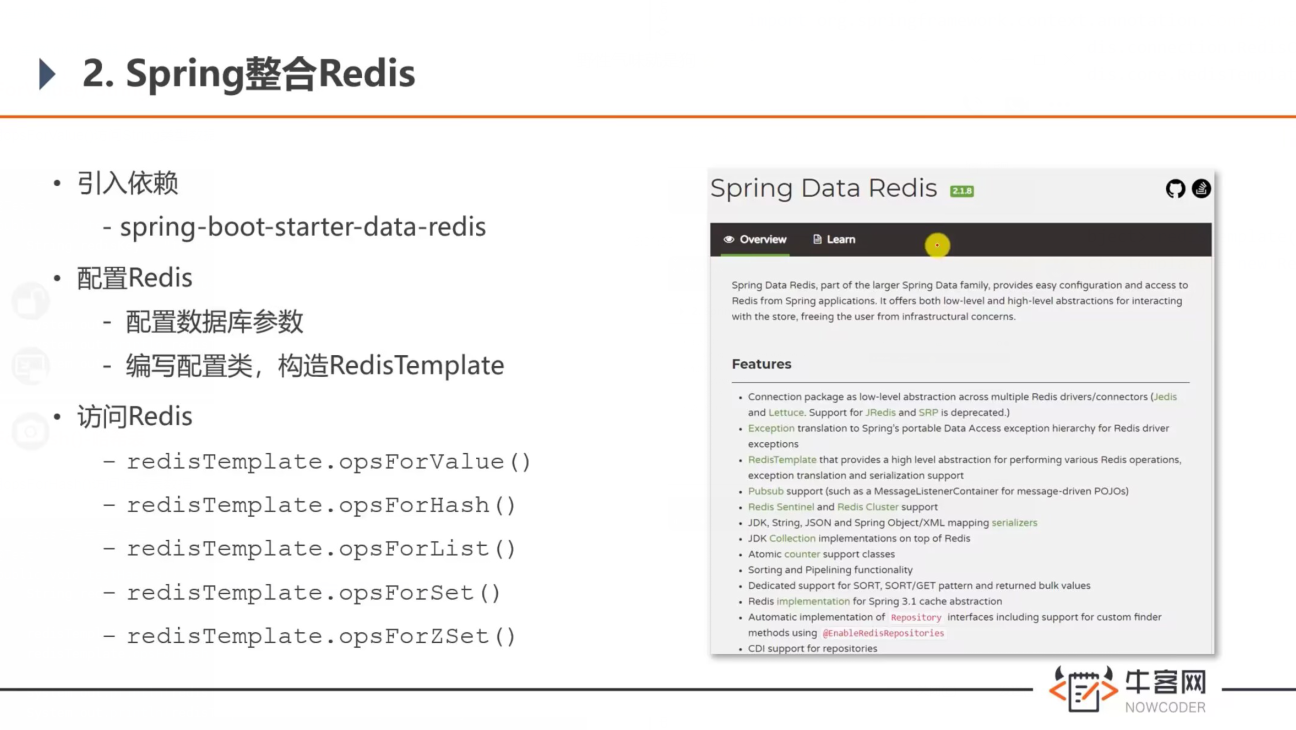 2. Spring整合Redis
• 引入依赖
- spring-boot-starter-data-redis
• 配置Redis
- 配置数据库参数
- 编写配置类，构造RedisTemplate
• 访问Redis
– redisTemplate.opsForValue()
– redisTemplate.opsForHash()
– redisTemplate.opsForList()
– redisTemplate.opsForSet()
– redisTemplate.opsForZSet()
Spring Data Redis 2.1.8
Overview Learn
Spring Data Redis, part of the larger Spring Data family, provides easy configuration and access to
Redis from Spring applications. It offers both low-level and high-level abstractions for interacting
with the store, freeing the user from infrastructural concerns.
Features
• Connection package as low-level abstraction across multiple Redis drivers/connectors (Jedis
and Lettuce. Support for JRedis and SRP is deprecated.)
• Exception translation to Spring's portable Data Access exception hierarchy for Redis driver
exceptions
• RedisTemplate that provides a high level abstraction for performing various Redis operations,
exception translation and serialization support
• Pubsub support (such as a MessageListenerContainer for message-driven POJOs)
• Redis Sentinel and Redis Cluster support
• JDK, String, JSON and Spring Object/XML mapping serializers
• JDK Collection implementations on top of Redis
• Atomic counter support classes
• Sorting and Pipelining functionality
• Dedicated support for SORT, SORT/GET pattern and returned bulk values
• Redis implementation for Spring 3.1 cache abstraction
• Automatic implementation of Repository interfaces including support for custom finder
methods using @EnableRedisRepositories
• CDI support for repositories
牛客网
NOWCODER